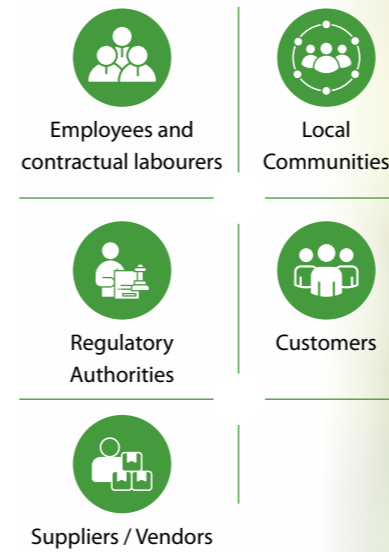 Employees and
contractual labourers
Local
Communities
Regulatory
Authorities
Customers
Suppliers / Vendors